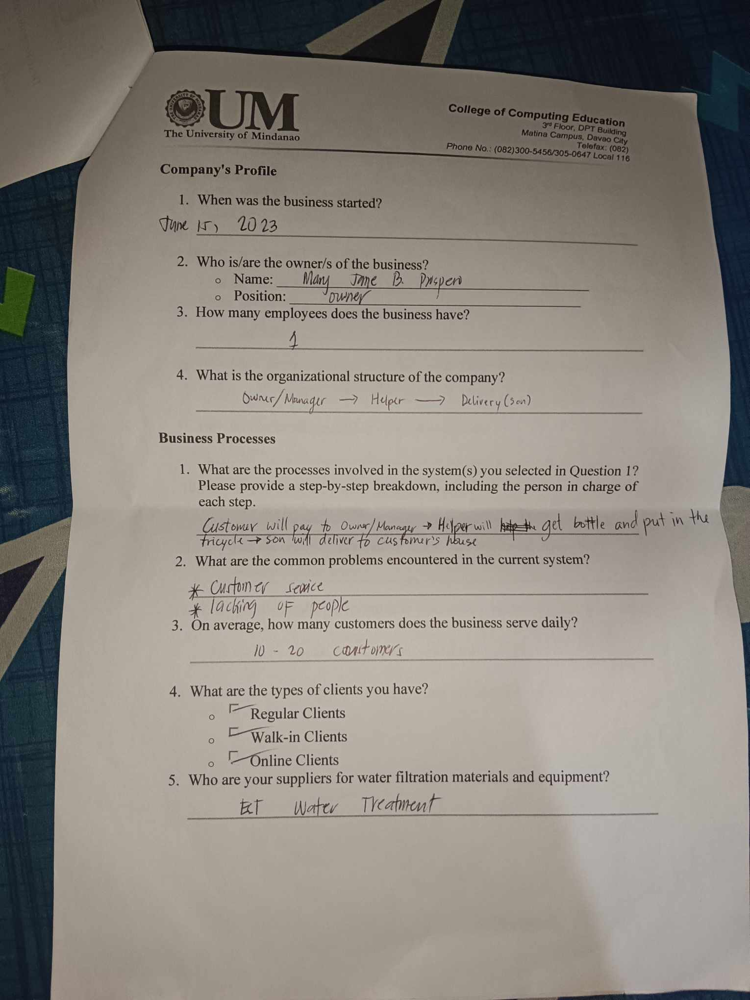 UM
The University of Mindanao
College of Computing Education
3rd Floor, DPT Building
Matina Campus, Davao City
Telefax: (082)
Phone No.: (082)300-5456/305-0647 Local 116
Company's Profile
1. When was the business started?
June 15, 2023
2. Who is/are the owner/s of the business?
o Name: Mary Jane B. Prospero
o Position: owner
3. How many employees does the business have?
1
4. What is the organizational structure of the company?
Owner/Manager → Helper → Delivery (son)
Business Processes
1. What are the processes involved in the system(s) you selected in Question 1?
Please provide a step-by-step breakdown, including the person in charge of
each step.
Customer will pay to Owner/Manager → Helper will get bottle and put in the
tricycle → son will deliver to customer's house
2. What are the common problems encountered in the current system?
* Customer service
* lacking of people
3. On average, how many customers does the business serve daily?
10 - 20
4. What are the types of clients you have?
o Regular Clients
o Walk-in Clients
o Online Clients
5. Who are your suppliers for water filtration materials and equipment?
Water Treatment